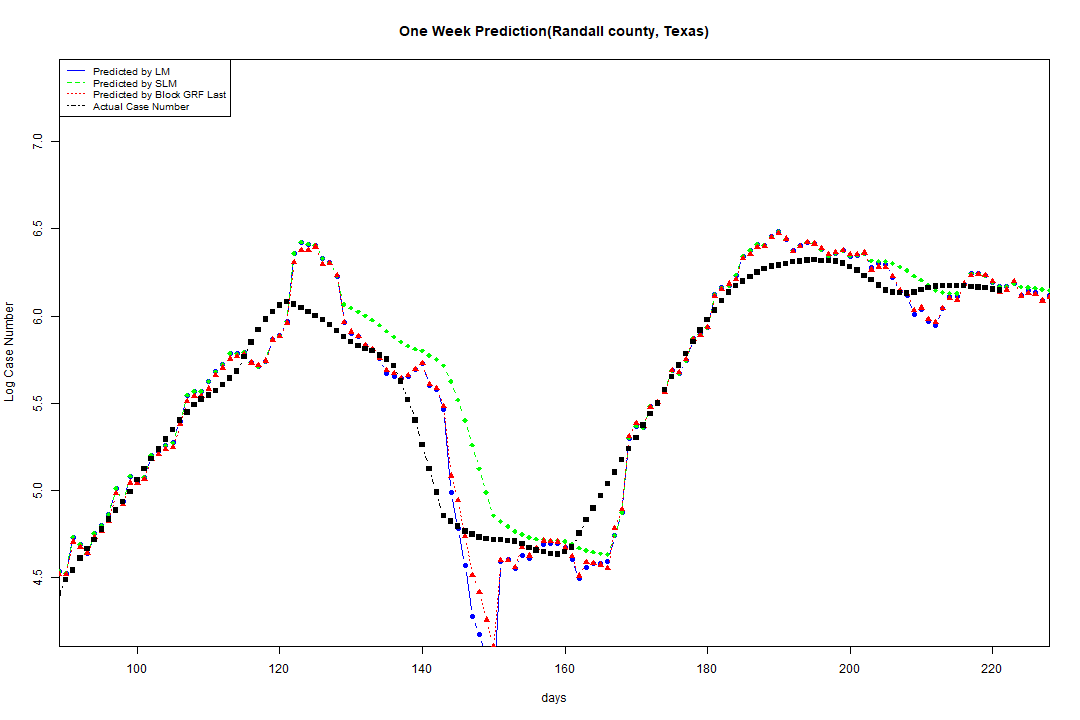 One Week Prediction(Randall county, Texas)
Predicted by LM
Predicted by SLM
Predicted by Block GRF Last
Actual Case Number
7.0
6.5
6.0
5.5
5.0
4.5
Log Case Number
100 120 140 160 180 200 220
days